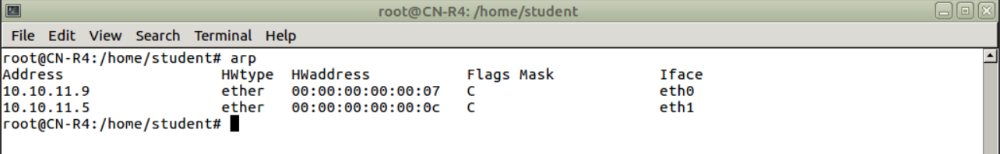 root@CN-R4: /home/student
File Edit View Search Terminal Help
root@CN-R4:/home/student# arp
Address HWtype HWaddress Flags Mask Iface
10.10.11.9 ether 00:00:00:00:00:07 C eth0
10.10.11.5 ether 00:00:00:00:00:0c C eth1
root@CN-R4:/home/student#